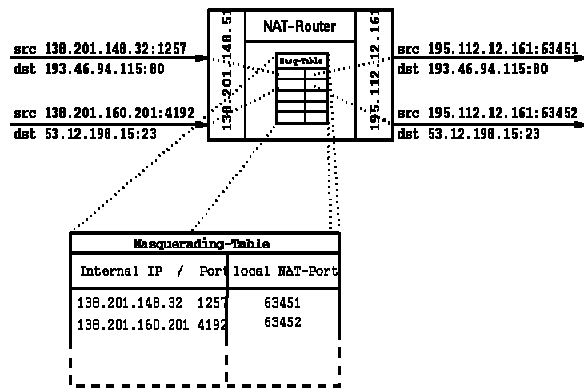 NAT-Router
Masq-Table
src 138.201.148.32:1257
dst 193.46.94.115:80
src 138.201.160.201:4192
dst 53.12.198.15:23
138.201.148.51
195.112.12.161
src 195.112.12.161:63451
dst 193.46.94.115:80
src 195.112.12.161:63452
dst 53.12.198.15:23
Masquerading-Table
Internal IP / Port local NAT-Port
138.201.148.32 1257 63451
138.201.160.201 4192 63452